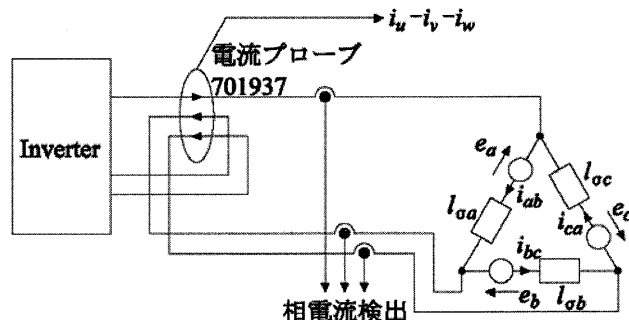 i_u-i_v-i_w
電流プローブ
701937
Inverter
e_a
l_σc
i_ab
l_σa
i_ca
e_c
i_bc
e_b
l_σb
相電流検出